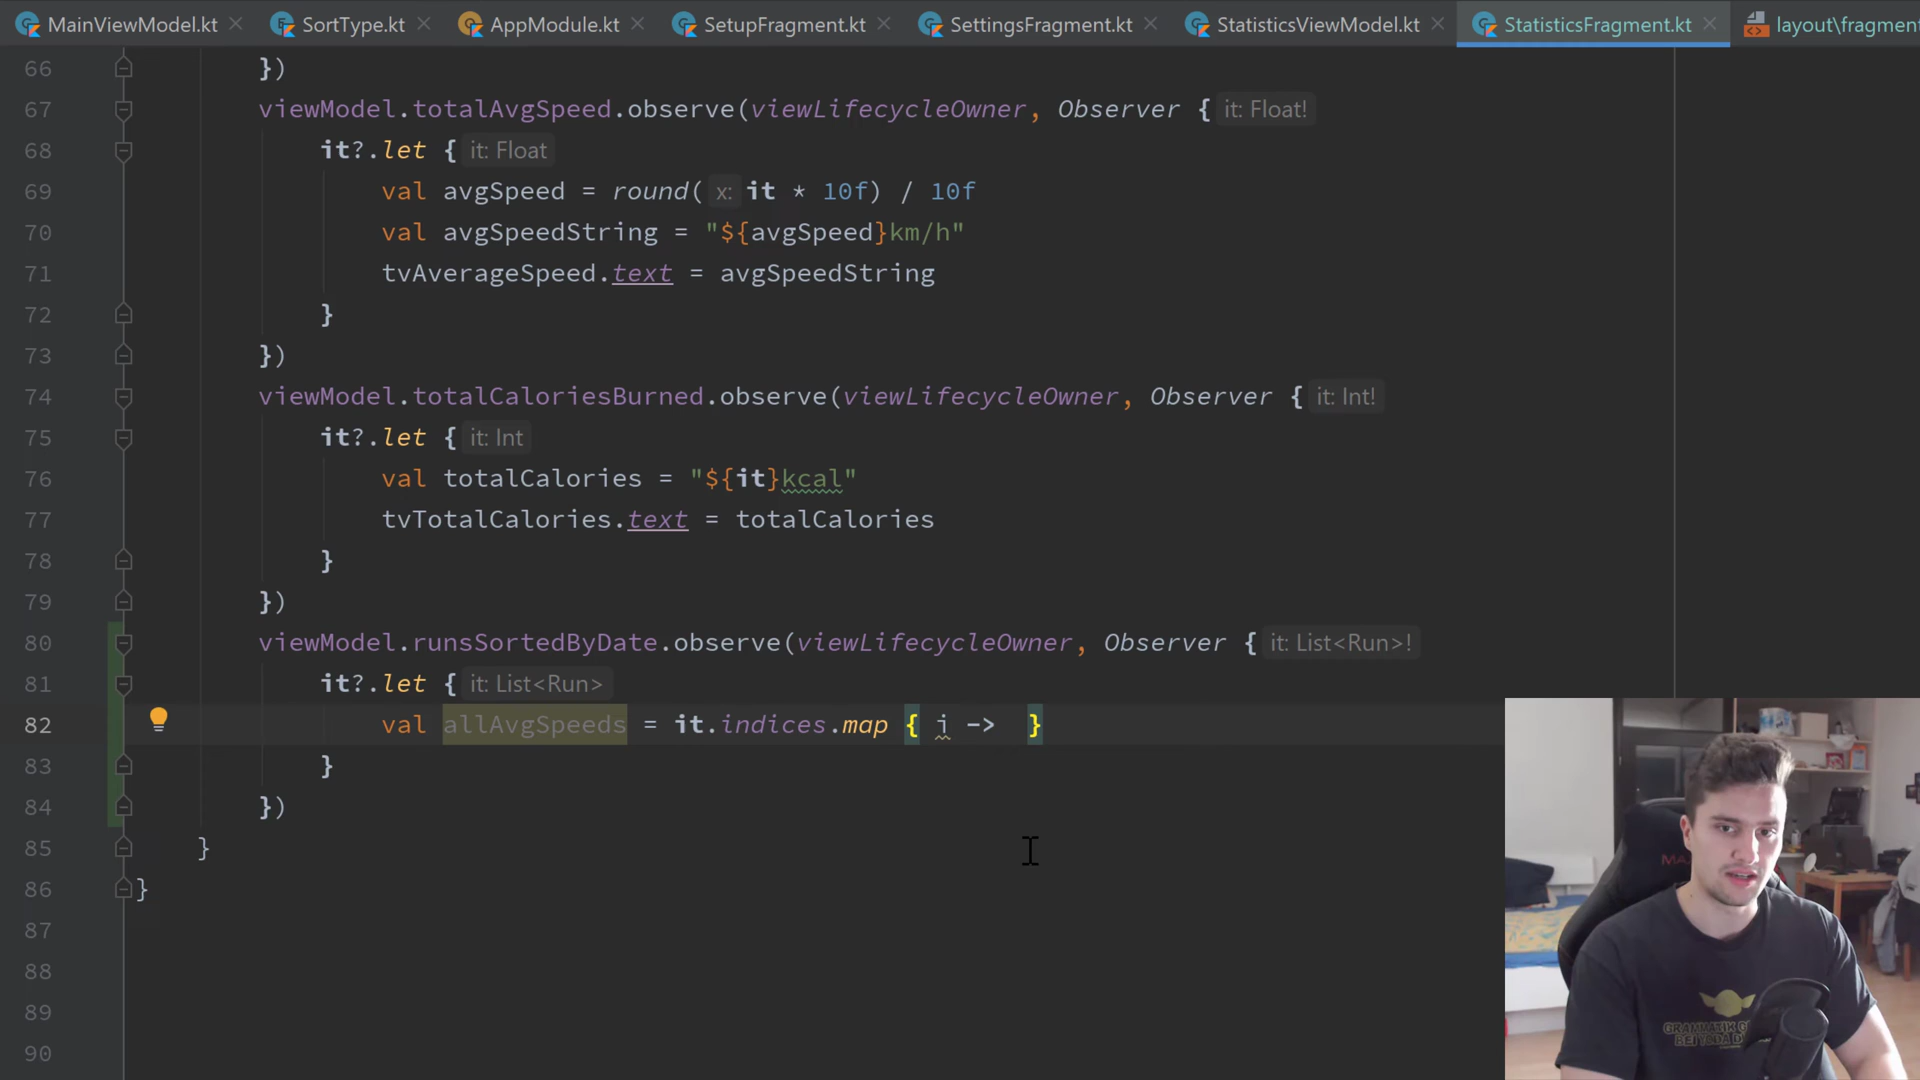 MainViewModel.kt SortType.kt AppModule.kt SetupFragment.kt SettingsFragment.kt StatisticsViewModel.kt StatisticsFragment.kt layout\fragment
66 })
67 viewModel.totalAvgSpeed.observe(viewLifecycleOwner, Observer { it: Float!
68 it?.let { it: Float
69 val avgSpeed = round( x: it * 10f) / 10f
70 val avgSpeedString = "${avgSpeed}km/h"
71 tvAverageSpeed.text = avgSpeedString
72 }
73 })
74 viewModel.totalCaloriesBurned.observe(viewLifecycleOwner, Observer { it: Int!
75 it?.let { it: Int
76 val totalCalories = "${it}kcal"
77 tvTotalCalories.text = totalCalories
78 }
79 })
80 viewModel.runsSortedByDate.observe(viewLifecycleOwner, Observer { it: List<Run>!
81 it?.let { it: List<Run>
82 val allAvgSpeeds = it.indices.map { i -> }
83 }
84 })
85 }
86 }
87
88
89
90